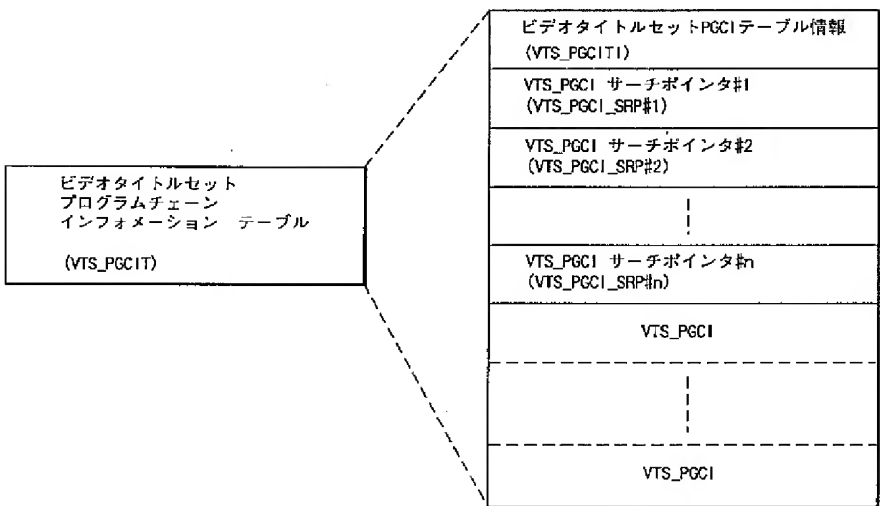 ビデオタイトルセット
プログラムチェーン
インフォメーション テーブル
(VTS_PGCIT)
ビデオタイトルセットPGCIテーブル情報
(VTS_PGCITI)
VTS_PGCI サーチポインタ#1
(VTS_PGCI_SRP#1)
VTS_PGCI サーチポインタ#2
(VTS_PGCI_SRP#2)
VTS_PGCI サーチポインタ#n
(VTS_PGCI_SRP#n)
VTS_PGCI
VTS_PGCI